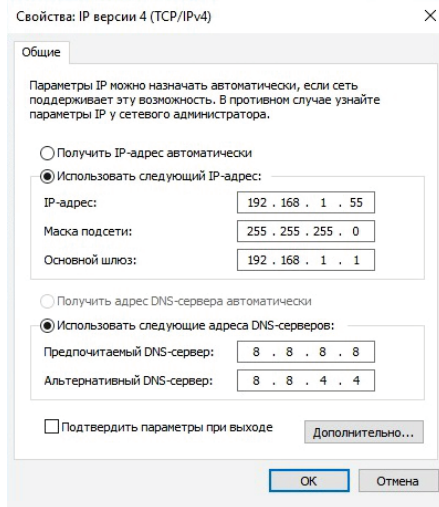 Свойства: IP версии 4 (TCP/IPv4)
Общие
Параметры IP можно назначать автоматически, если сеть
поддерживает эту возможность. В противном случае узнайте
параметры IP у сетевого администратора.
Получить IP-адрес автоматически
Использовать следующий IP-адрес:
IP-адрес: 192 . 168 . 1 . 55
Маска подсети: 255 . 255 . 255 . 0
Основной шлюз: 192 . 168 . 1 . 1
Получить адрес DNS-сервера автоматически
Использовать следующие адреса DNS-серверов:
Предпочитаемый DNS-сервер: 8 . 8 . 8 . 8
Альтернативный DNS-сервер: 8 . 8 . 4 . 4
Подтвердить параметры при выходе
Дополнительно...
OK Отмена